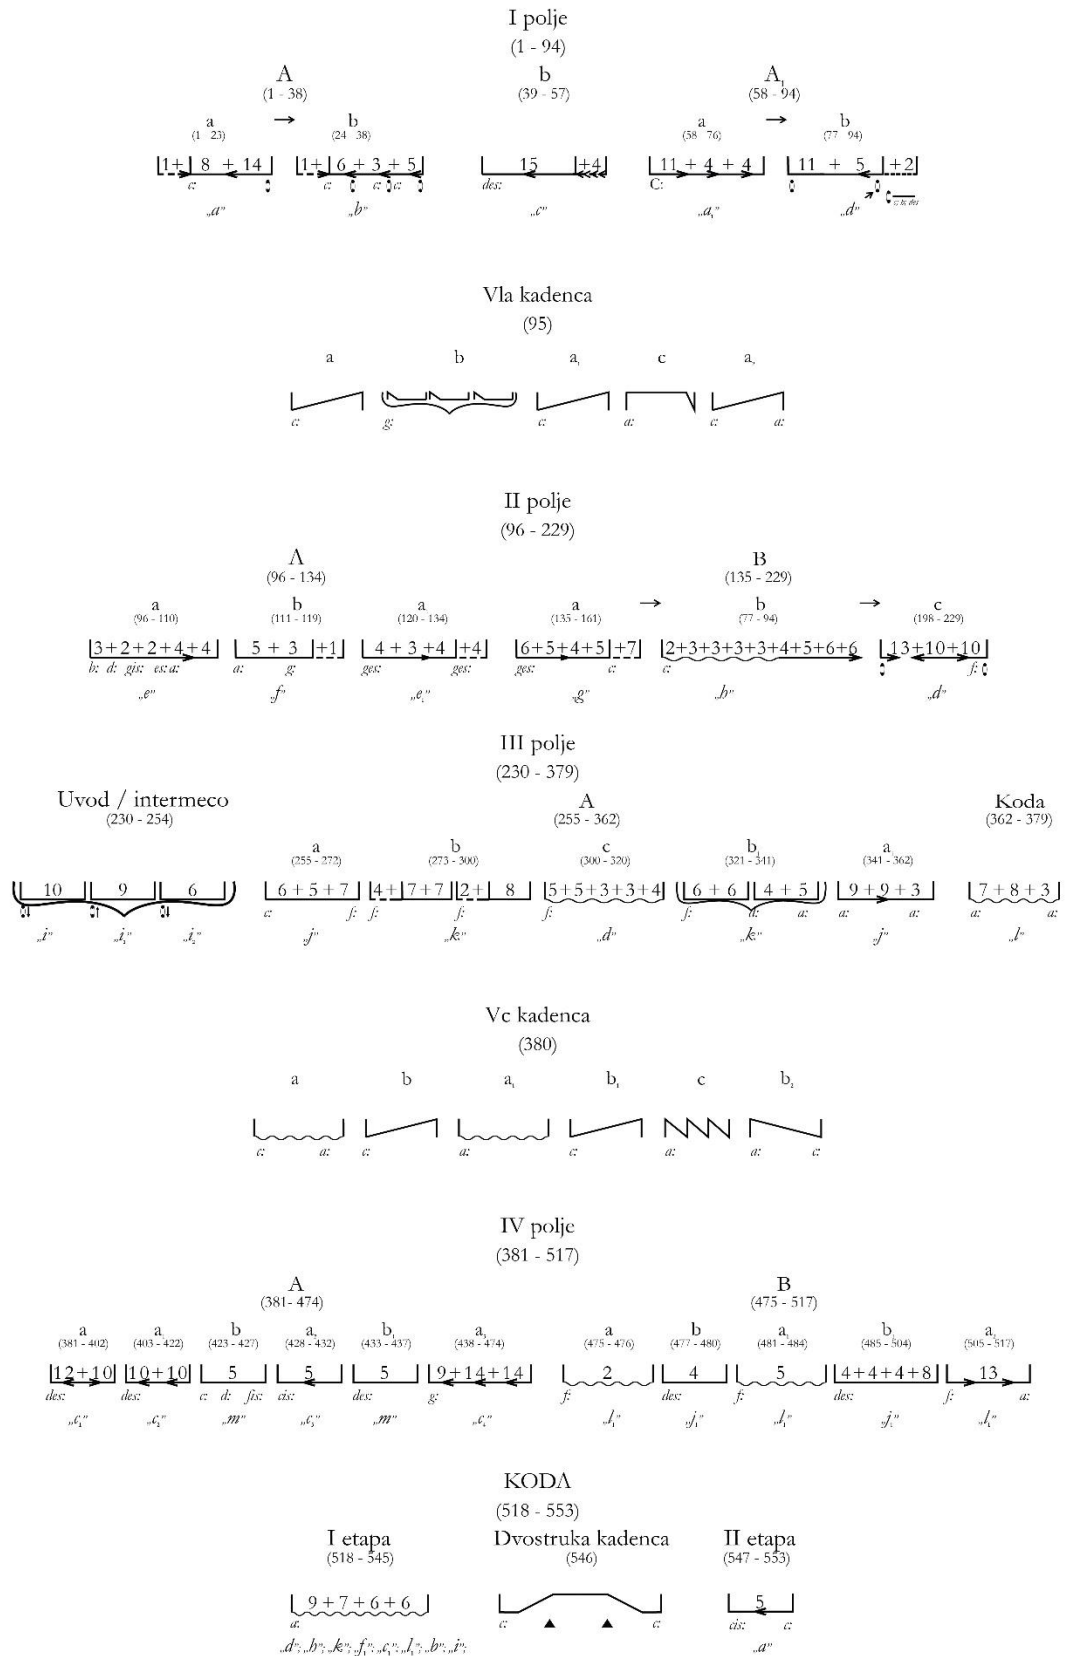 I polje
(1 - 94)
A b A₁
(1 - 38) (39 - 57) (58 - 94)
a → b a → b
(1 23) (24 38) (58 76) (77 94)
1+ 8 + 14 1+ 6 + 3 + 5 15 +4 11 + 4 + 4 11 + 5 +2
c: c: c: c: des: C:
„a” „b” „c” „a₁” „d”
Vla kadenca
(95)
a b a₁ c a₂
c: g: c: a: c: a:
II polje
(96 - 229)
A B
(96 - 134) (135 - 229)
a b a a → b → c
(96 - 110) (111 - 119) (120 - 134) (135 - 161) (77 - 94) (198 - 229)
3+2+2+4+4 5 + 3 +1 4 + 3 +4 +4 6+5+4+5 +7 2+3+3+3+3+4+5+6+6 13+10+10
b: d: gis: es: a: a: g: ges: ges: ges: c: c: f:
„e” „f” „e₁” „g” „h” „d”
III polje
(230 - 379)
Uvod / intermeco A Koda
(230 - 254) (255 - 362) (362 - 379)
a b c b₁ a₁
(255 - 272) (273 - 300) (300 - 320) (321 - 341) (341 - 362)
10 9 6 6 + 5 + 7 4+ 7+7 2+ 8 5+5+3+3+4 6 + 6 4 + 5 9 + 9 + 3 7 + 8 + 3
c: f: f: f: f: f: d: a: a: a: a: a:
„i” „i₁” „i₂” „j” „k” „d” „k” „j” „l”
Vc kadenca
(380)
a b a₁ b₁ c b₂
c: a: c: a: c: a: a: c:
IV polje
(381 - 517)
A B
(381- 474) (475 - 517)
a a₁ b a₂ b₁ a₃ a b a₁ b₁ a₂
(381 - 402) (403 - 422) (423 - 427) (428 - 432) (433 - 437) (438 - 474) (475 - 476) (477 - 480) (481 - 484) (485 - 504) (505 - 517)
12+10 10+10 5 5 5 9+14+14 2 4 5 4+4+4+8 13
des: des: c: d: fis: cis: des: g: f: des: f: des: f: a:
„c₁” „c₂” „m” „c₃” „m” „c₄” „l₁” „j₁” „l₁” „j₂” „l₂”
KODA
(518 - 553)
I etapa Dvostruka kadenca II etapa
(518 - 545) (546) (547 - 553)
9 + 7 + 6 + 6 5
a: c: c: cis: c:
„d”; „h”; „k”; „f₁”; „c₁”; „l₁”; „b”; „i”; „a”